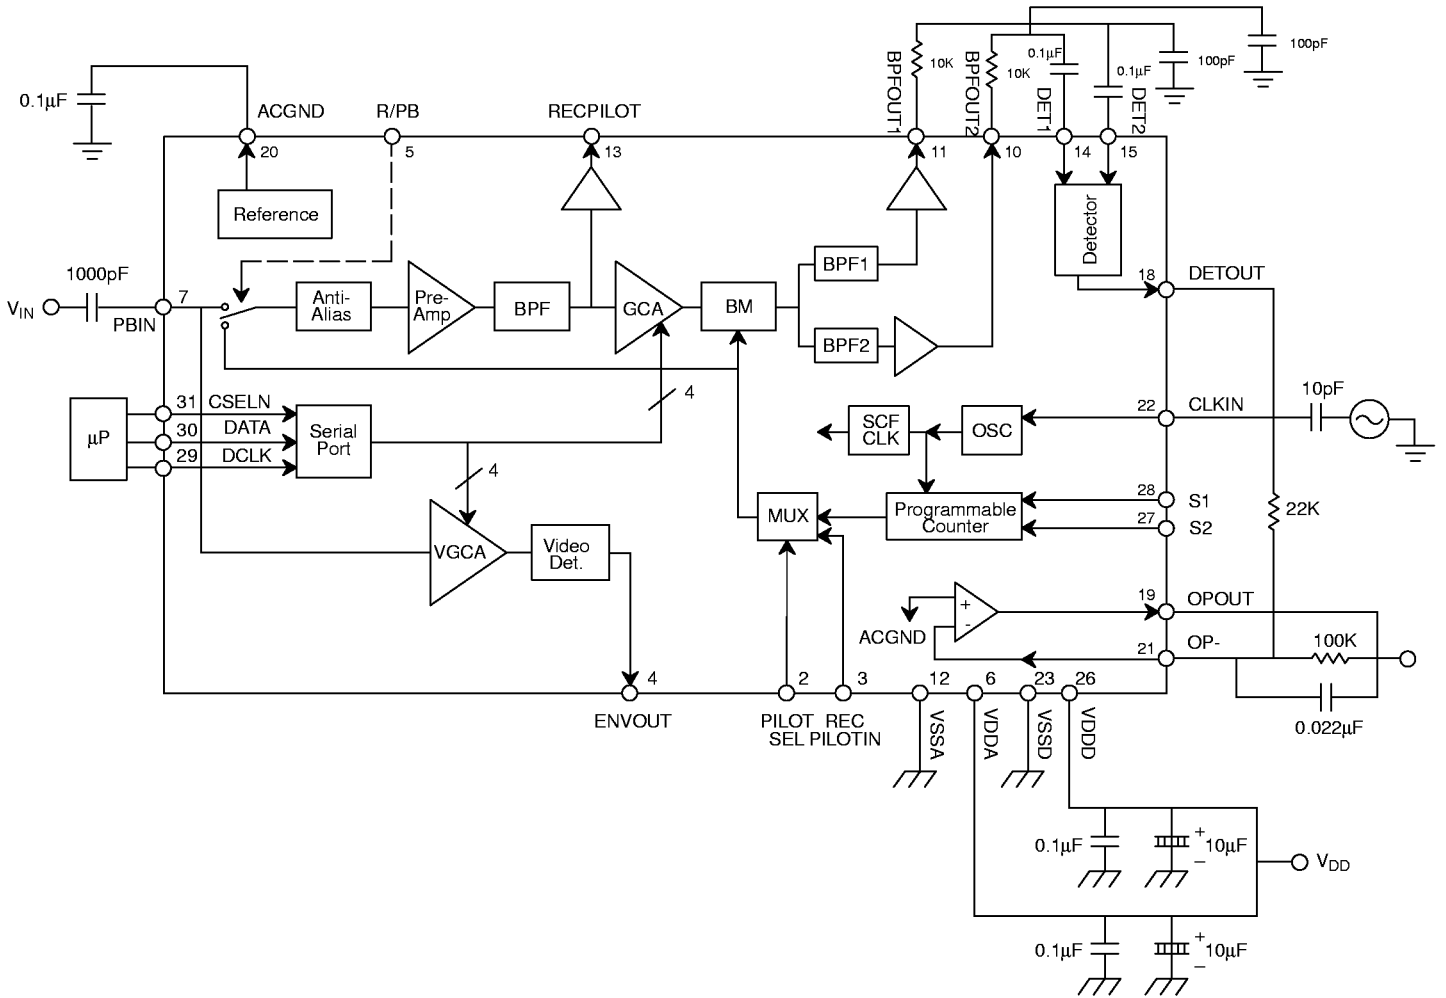 0.1µF
ACGND
20
R/PB
5
RECPILOT
13
BPFOUT1
11
10K
BPFOUT2
10
10K
0.1µF
DET1
14
0.1µF
DET2
15
100pF
100pF
Reference
1000pF
VIN
7
PBIN
Anti-
Alias
Pre-
Amp
BPF
GCA
BM
BPF1
BPF2
Detector
18
DETOUT
4
µP
31
CSELN
30
DATA
29
DCLK
Serial
Port
4
SCF
CLK
OSC
22
CLKIN
10pF
MUX
Programmable
Counter
28
S1
27
S2
22K
VGCA
Video
Det.
+
-
ACGND
19
OPOUT
21
OP-
100K
0.022µF
4
ENVOUT
2
PILOT
SEL
3
REC
PILOTIN
12
VSSA
6
VDDA
23
VSSD
26
VDDD
0.1µF
+
10µF
–
VDD
0.1µF
+
10µF
–